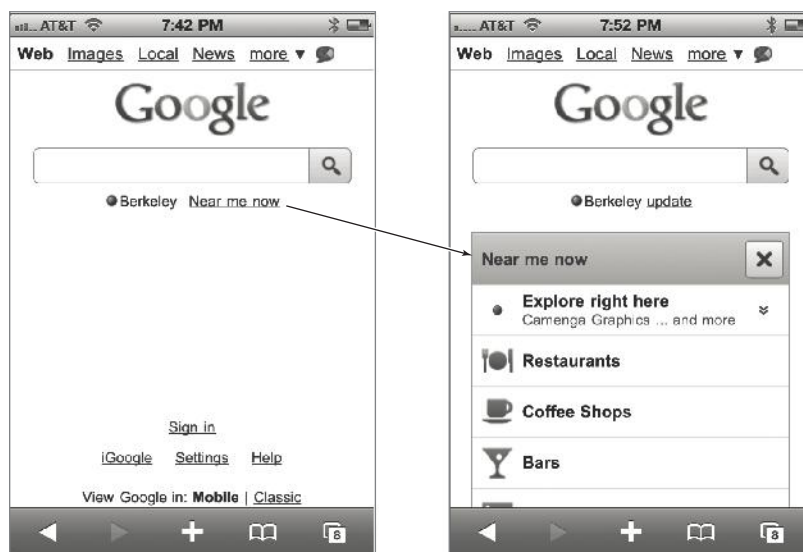 AT&T 7:42 PM
Web Images Local News more ▼
Google
Berkeley Near me now
Sign in
iGoogle Settings Help
View Google in: Mobile | Classic
8
AT&T 7:52 PM
Web Images Local News more ▼
Google
Berkeley update
Near me now
Explore right here
Camenga Graphics ... and more
Restaurants
Coffee Shops
Bars
8